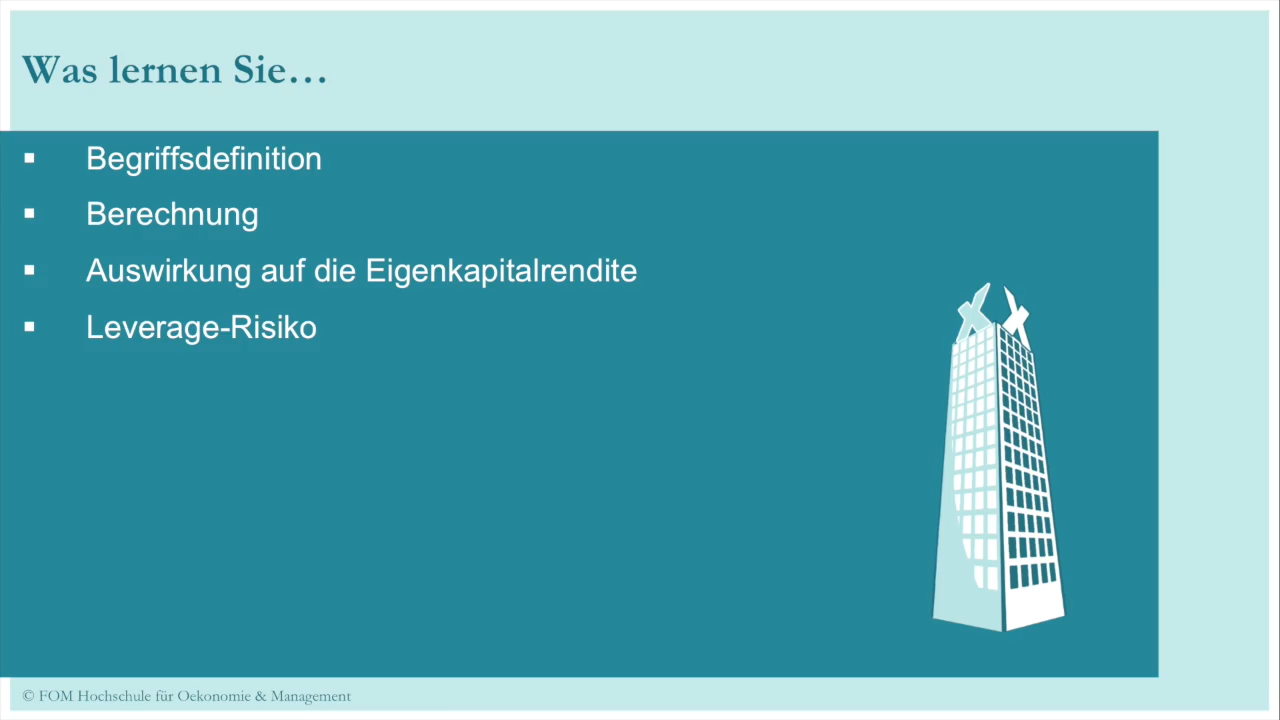 Was lernen Sie…
▪ Begriffsdefinition
▪ Berechnung
▪ Auswirkung auf die Eigenkapitalrendite
▪ Leverage-Risiko
© FOM Hochschule für Oekonomie & Management